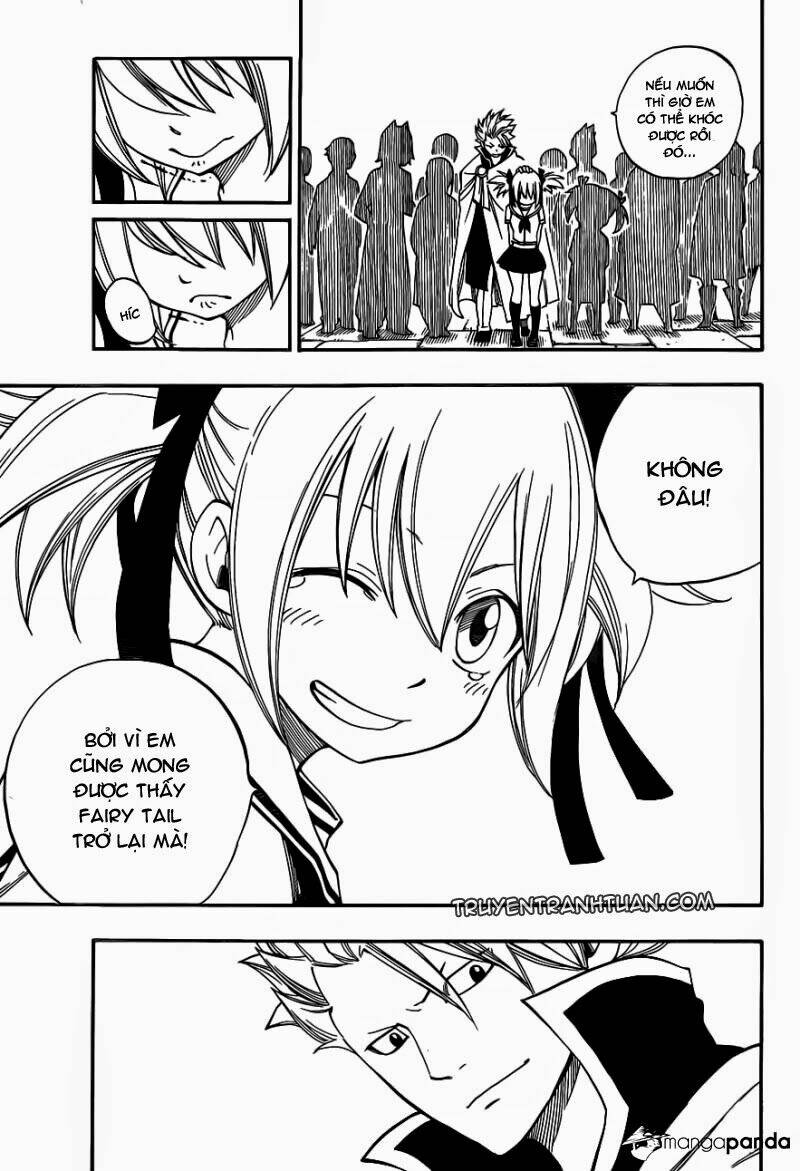 NẾU MUỐN
THÌ GIỜ EM
CÓ THỂ KHÓC
ĐƯỢC RỒI
ĐÓ...
HÍC
KHÔNG
ĐÂU!
BỞI VÌ EM
CŨNG MONG
ĐƯỢC THẤY
FAIRY TAIL
TRỞ LẠI MÀ!
TRUYENTRANHTUAN.COM
mangapanda